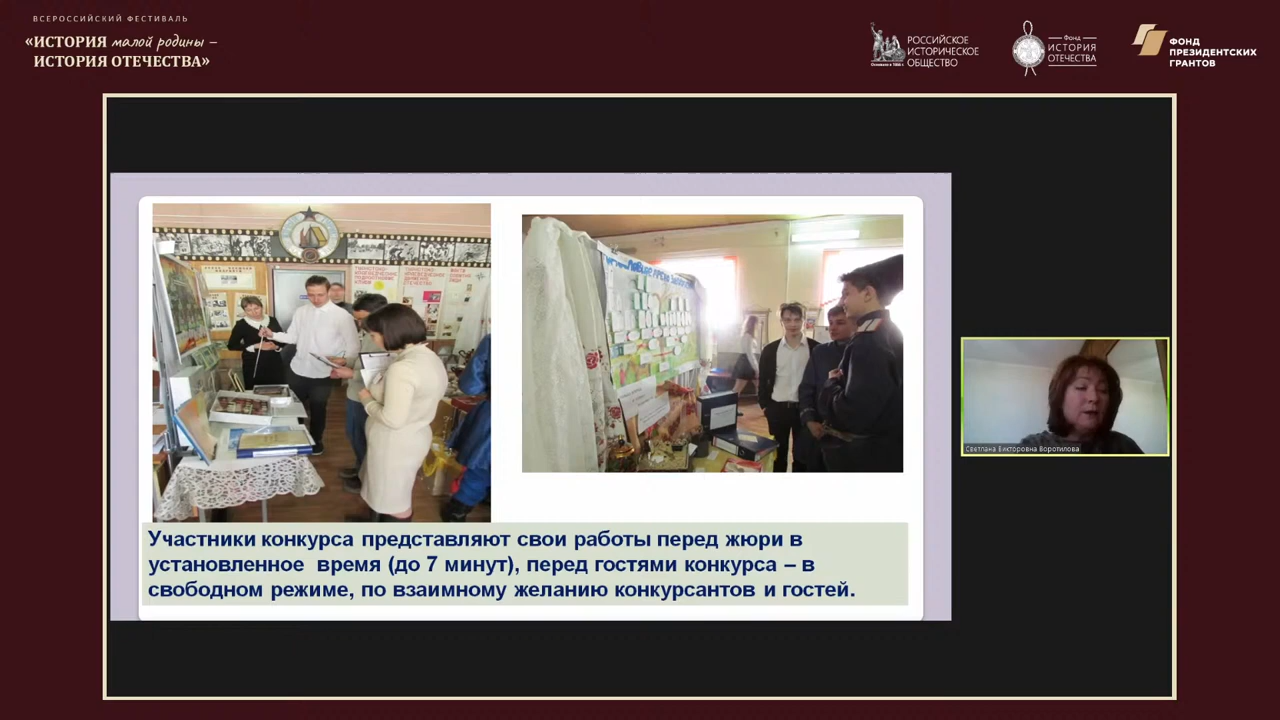 ВСЕРОССИЙСКИЙ ФЕСТИВАЛЬ
«ИСТОРИЯ малой родины –
ИСТОРИЯ ОТЕЧЕСТВА»
РОССИЙСКОЕ
ИСТОРИЧЕСКОЕ
ОБЩЕСТВО
Основано в 1866 г.
Фонд
ИСТОРИЯ
ОТЕЧЕСТВА
ФОНД
ПРЕЗИДЕНТСКИХ
ГРАНТОВ
Участники конкурса представляют свои работы перед жюри в
установленное время (до 7 минут), перед гостями конкурса – в
свободном режиме, по взаимному желанию конкурсантов и гостей.
Светлана Викторовна Воротилова